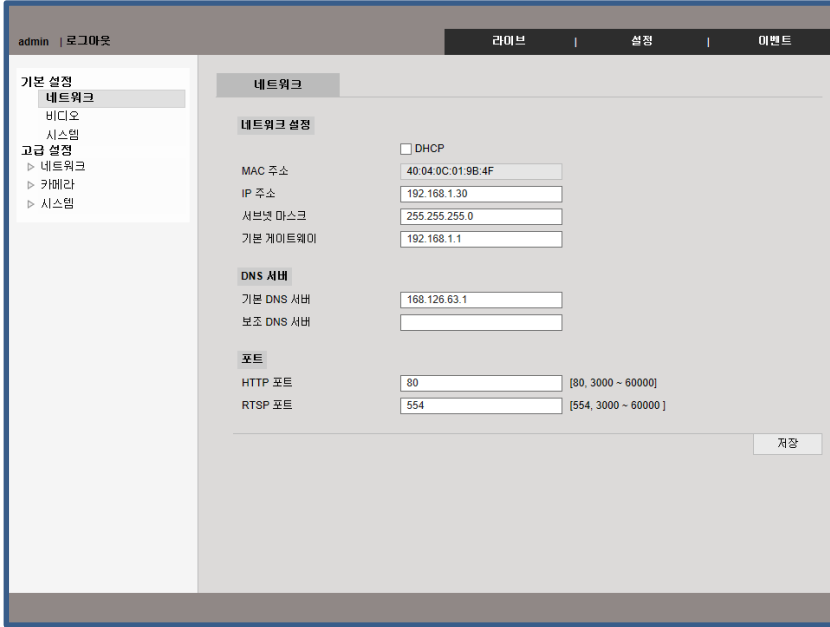 admin | 로그아웃
라이브 | 설정 | 이벤트
기본 설정
네트워크
비디오
시스템
고급 설정
▷ 네트워크
▷ 카메라
▷ 시스템
네트워크
네트워크 설정
DHCP
MAC 주소 40:04:0C:01:9B:4F
IP 주소 192.168.1.30
서브넷 마스크 255.255.255.0
기본 게이트웨이 192.168.1.1
DNS 서버
기본 DNS 서버 168.126.63.1
보조 DNS 서버
포트
HTTP 포트 80 [80, 3000 ~ 60000]
RTSP 포트 554 [554, 3000 ~ 60000 ]
저장